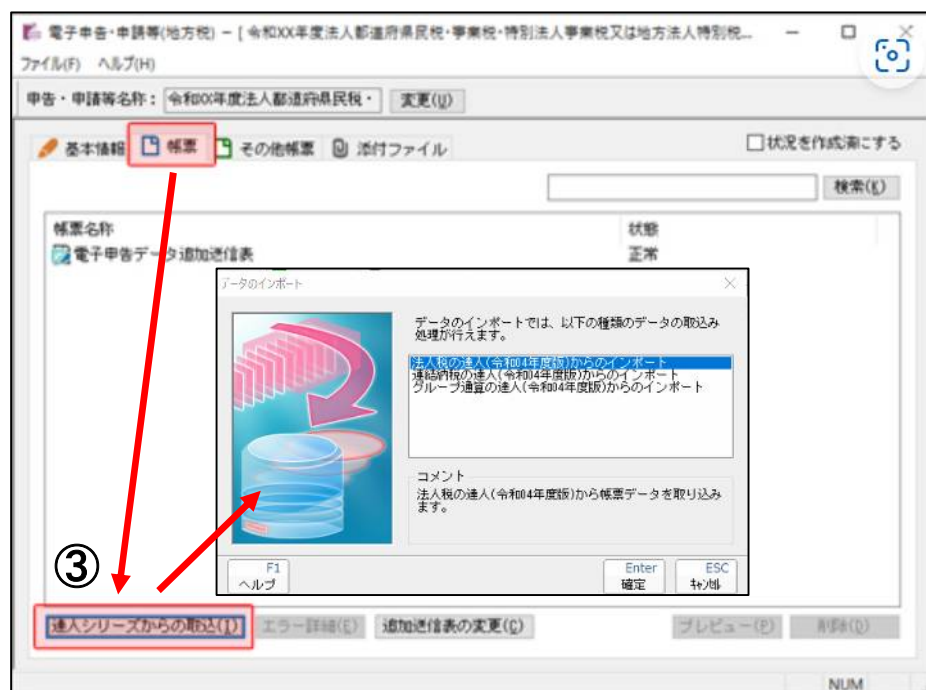 電子申告・申請等(地方税) - [ 令和XX年度法人都道府県民税・事業税・特別法人事業税又は地方法人特別税...
ファイル(F) ヘルプ(H)
申告・申請等名称： 令和XX年度法人都道府県民税・ 変更(U)
基本情報 帳票 その他帳票 添付ファイル 状況を作成済にする
検索(K)
帳票名称 状態
電子申告データ追加送信表 正常
データのインポート
データのインポートでは、以下の種類のデータの取込み
処理が行えます。
法人税の達人(令和04年度版)からのインポート
連結納税の達人(令和04年度版)からのインポート
グループ通算の達人(令和04年度版)からのインポート
コメント
法人税の達人(令和04年度版)から帳票データを取り込み
ます。
F1
ヘルプ
Enter
確定
ESC
ｷｬﾝｾﾙ
③
達人シリーズからの取込(I) エラー詳細(E) 追加送信表の変更(C) プレビュー(P) 削除(D)
NUM